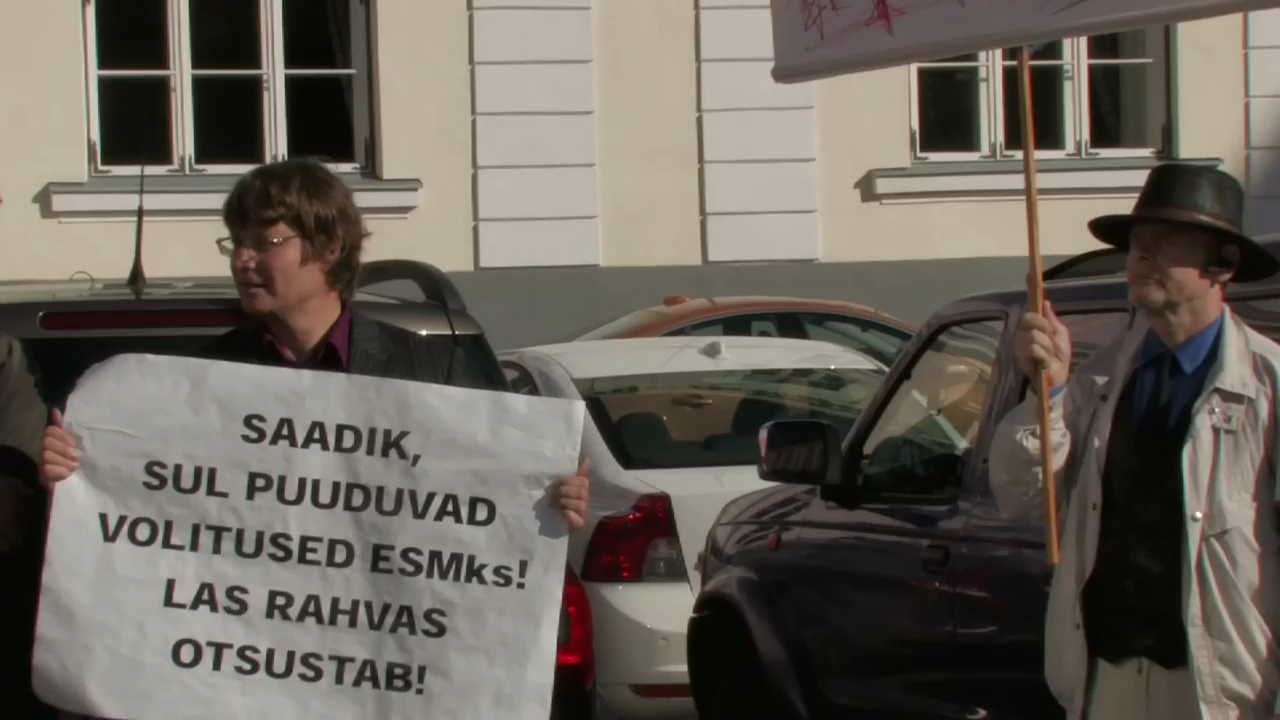 SAADIK,
SUL PUUDUVAD
VOLITUSED ESMks!
LAS RAHVAS
OTSUSTAB!